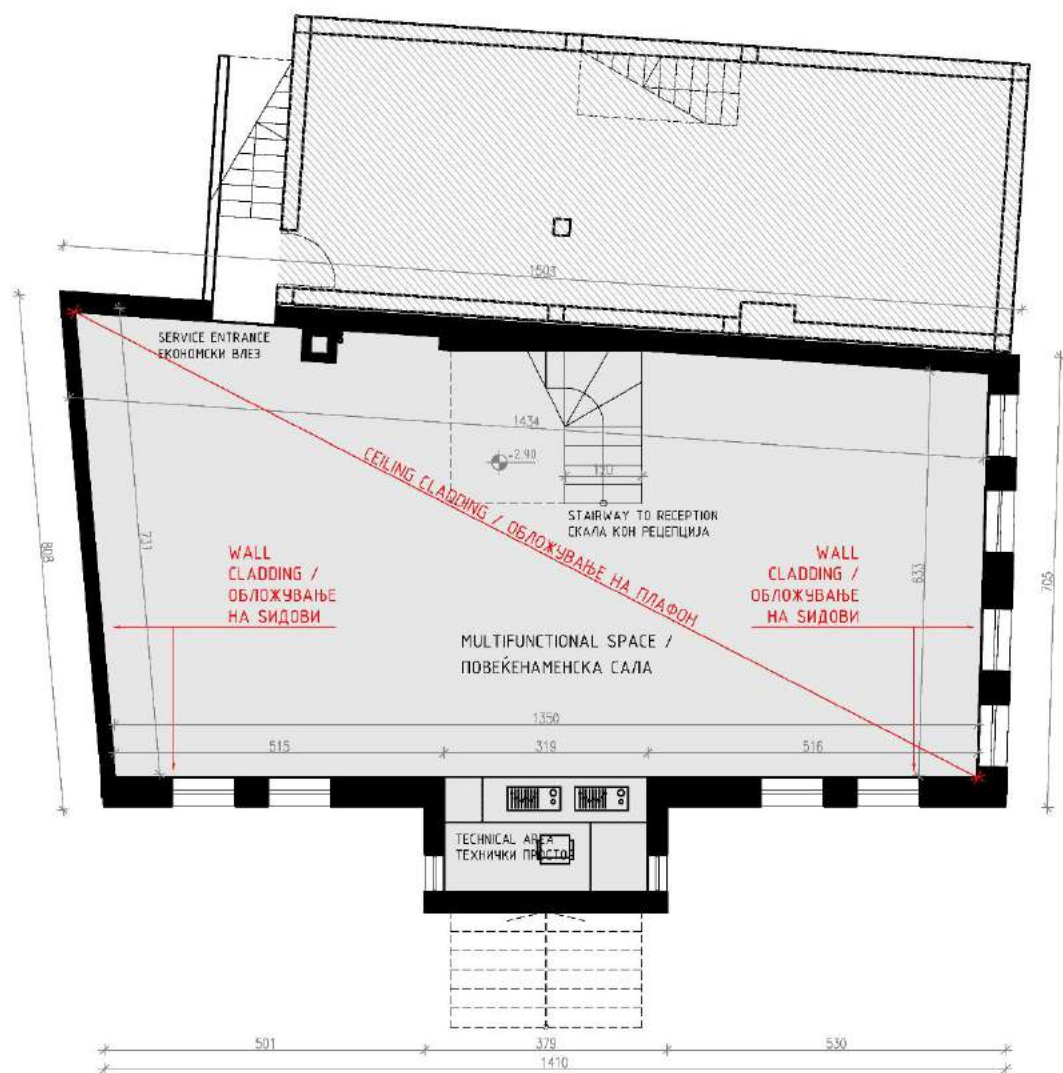 1503
SERVICE ENTRANCE
ЕКОНОМСКИ ВЛЕЗ
1434
-2.90
120
CEILING CLADDING / ОБЛОЖУВАЊЕ НА ПЛАФОН
STAIRWAY TO RECEPTION
СКАЛА КОН РЕЦЕПЦИЈА
808
731
WALL
CLADDING /
ОБЛОЖУВАЊЕ
НА ЅИДОВИ
WALL
CLADDING /
ОБЛОЖУВАЊЕ
НА ЅИДОВИ
633
705
MULTIFUNCTIONAL SPACE /
ПОВЕЌЕНАМЕНСКА САЛА
1350
515
319
516
TECHNICAL AREA
ТЕХНИЧКИ ПРОСТОР
501
379
530
1410